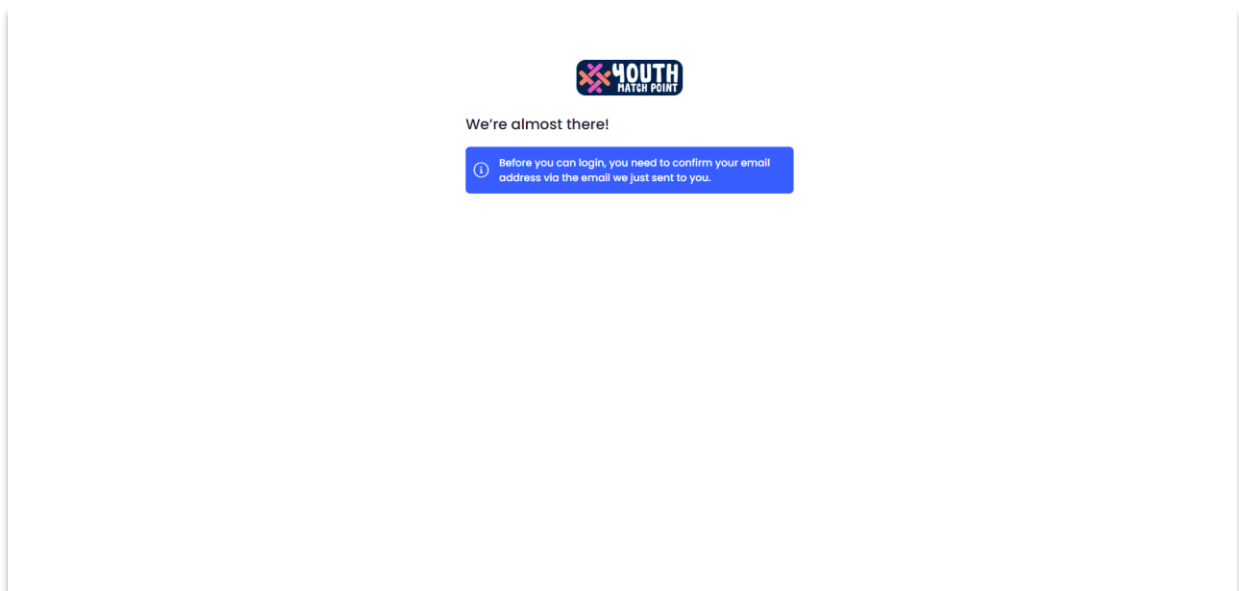 YOUTH
MATCH POINT
We’re almost there!
Before you can login, you need to confirm your email
address via the email we just sent to you.